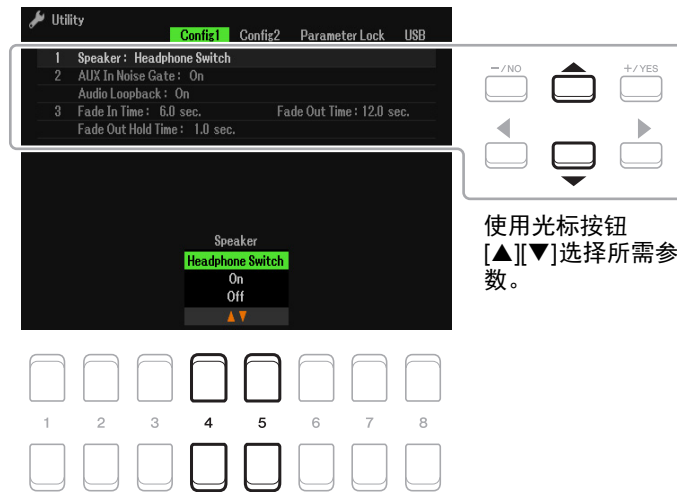 Utility
Config1 Config2 Parameter Lock USB
1 Speaker: Headphone Switch
2 AUX In Noise Gate: On
Audio Loopback: On
3 Fade In Time: 6.0 sec. Fade Out Time: 12.0 sec.
Fade Out Hold Time: 1.0 sec.
-/NO +/YES
使用光标按钮
[▲][▼]选择所需参
数。
Speaker
Headphone Switch
On
Off
1 2 3 4 5 6 7 8